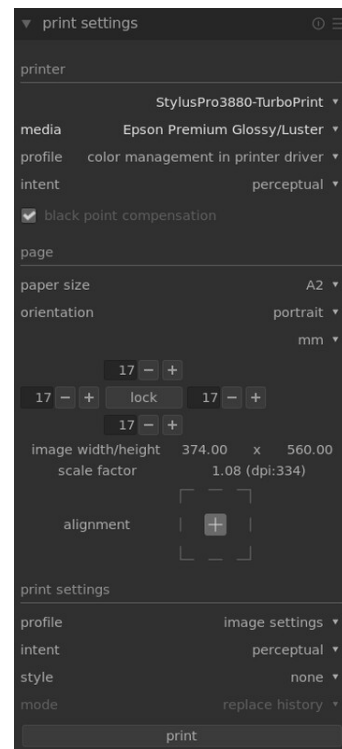 print settings
printer
StylusPro3880-TurboPrint
media Epson Premium Glossy/Luster
profile color management in printer driver
intent perceptual
black point compensation
page
paper size A2
orientation portrait
mm
17 − +
17 − + lock 17 − +
17 − +
image width/height 374.00 x 560.00
scale factor 1.08 (dpi:334)
alignment
print settings
profile image settings
intent perceptual
style none
mode replace history
print